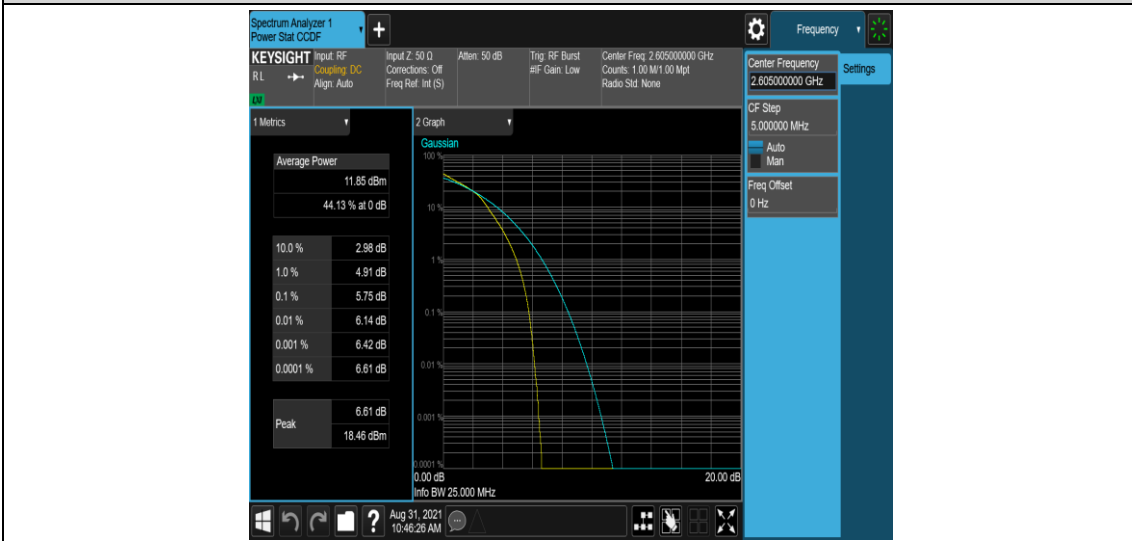 Spectrum Analyzer 1
Power Stat CCDF
+
Frequency
KEYSIGHT
R L
LXI
Input: RF
Coupling: DC
Align: Auto
Input Z: 50 Ω
Corrections: Off
Freq Ref: Int (S)
Atten: 50 dB
Trig: RF Burst
#IF Gain: Low
Center Freq: 2.605000000 GHz
Counts: 1.00 M/1.00 Mpt
Radio Std: None
Center Frequency
2.605000000 GHz
Settings
CF Step
5.000000 MHz
Auto
Man
Freq Offset
0 Hz
1 Metrics
Average Power
11.85 dBm
44.13 % at 0 dB
10.0 % 2.98 dB
1.0 % 4.91 dB
0.1 % 5.75 dB
0.01 % 6.14 dB
0.001 % 6.42 dB
0.0001 % 6.61 dB
Peak
6.61 dB
18.46 dBm
2 Graph
Gaussian
100 %
10 %
1 %
0.1 %
0.01 %
0.001 %
0.0001 %
0.00 dB 20.00 dB
Info BW 25.000 MHz
?
Aug 31, 2021
10:46:26 AM